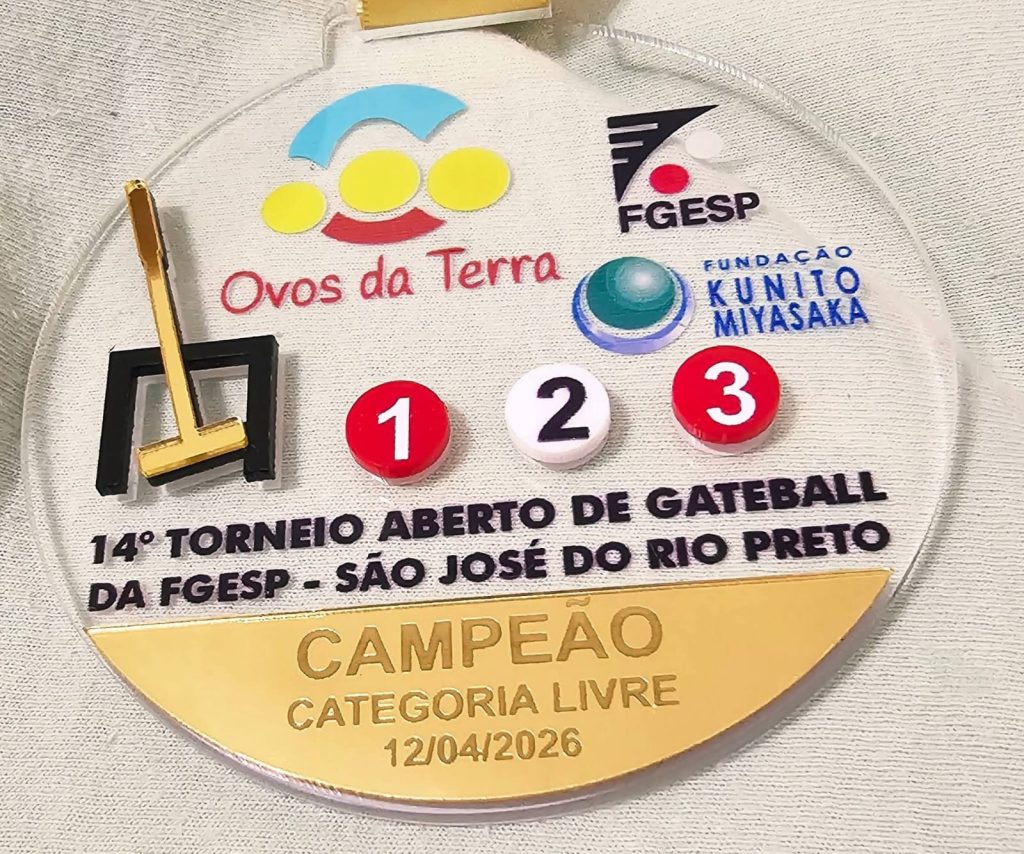 Ovos da Terra
FGESP
FUNDAÇÃO
KUNITO
MIYASAKA
1 2 3
14º TORNEIO ABERTO DE GATEBALL
DA FGESP - SÃO JOSÉ DO RIO PRETO
CAMPEÃO
CATEGORIA LIVRE
12/04/2026